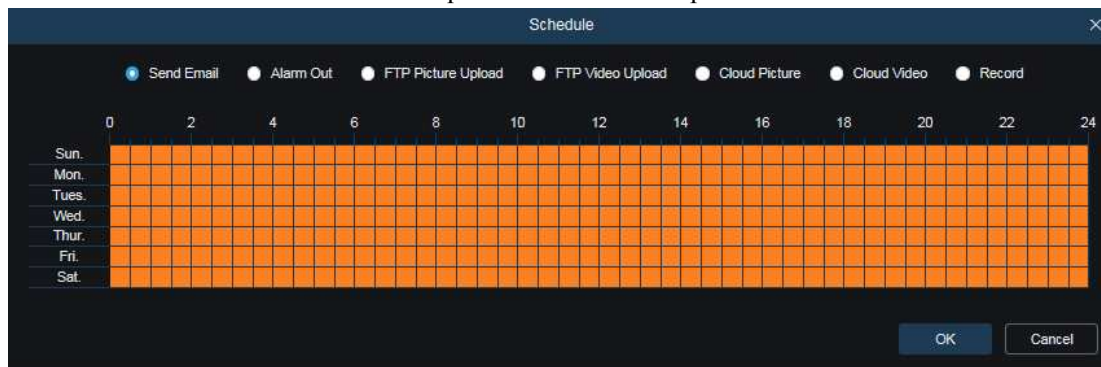 Schedule
Send Email Alarm Out FTP Picture Upload FTP Video Upload Cloud Picture Cloud Video Record
0 2 4 6 8 10 12 14 16 18 20 22 24
Sun.
Mon.
Tues.
Wed.
Thur.
Fri.
Sat.
OK Cancel